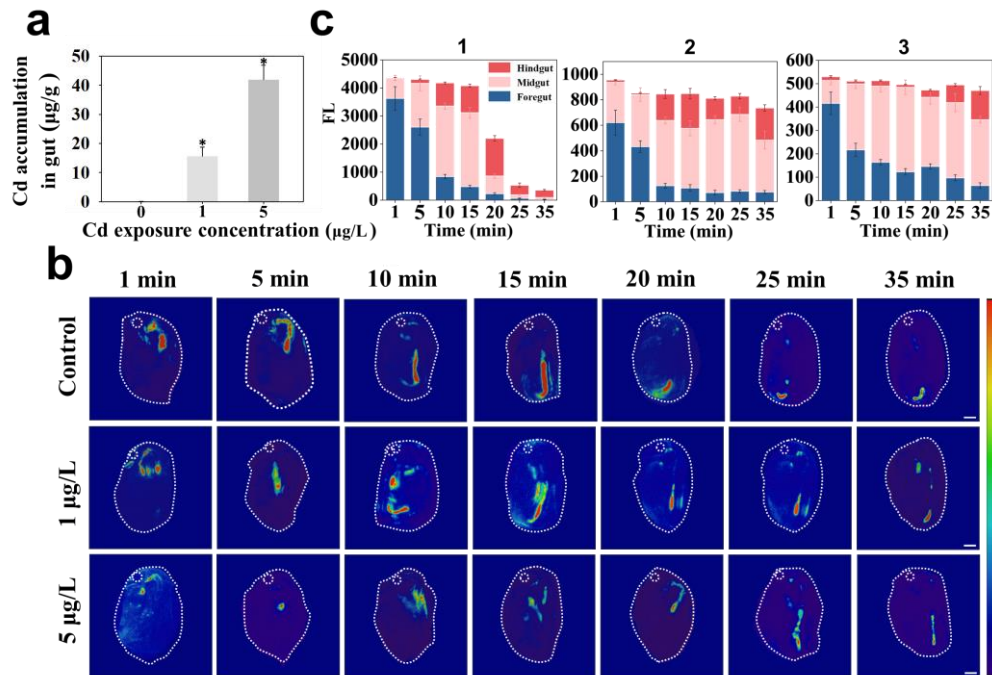 a
Cd accumulation
in gut (μg/g)
50
40
30
20
10
0
*
*
0 1 5
Cd exposure concentration (μg/L)
c
1
FL
5000
4000
3000
2000
1000
0
Hindgut
Midgut
Foregut
1 5 10 15 20 25 35
Time (min)
2
1000
800
600
400
200
0
1 5 10 15 20 25 35
Time (min)
3
600
500
400
300
200
100
0
1 5 10 15 20 25 35
Time (min)
b
1 min 5 min 10 min 15 min 20 min 25 min 35 min
Control
1 μg/L
5 μg/L